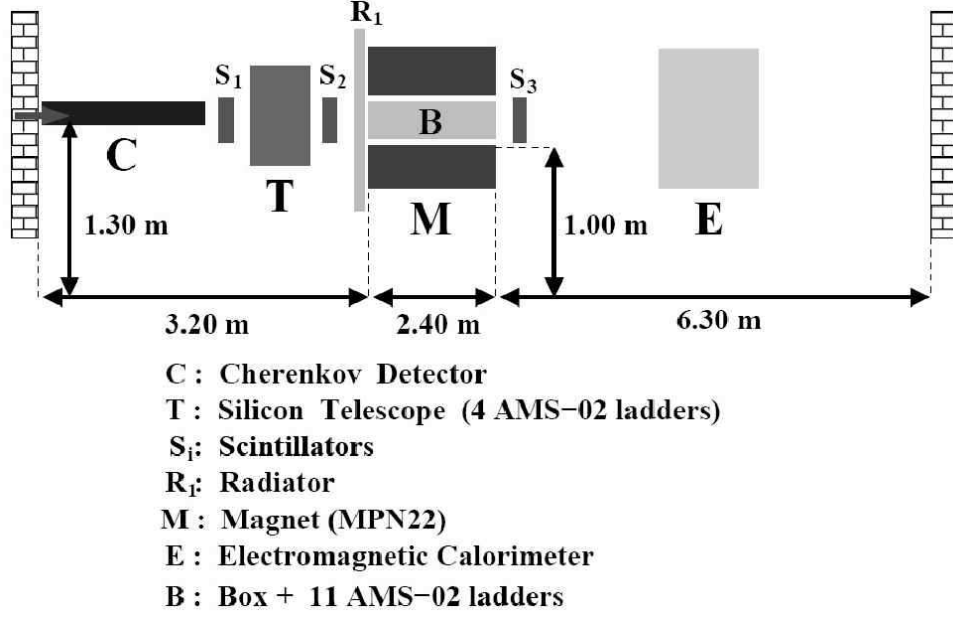 R₁
S₁
S₂
S₃
B
C
T
M
E
1.30 m
1.00 m
3.20 m
2.40 m
6.30 m
C : Cherenkov Detector
T : Silicon Telescope (4 AMS−02 ladders)
Sᵢ: Scintillators
R₁: Radiator
M : Magnet (MPN22)
E : Electromagnetic Calorimeter
B : Box + 11 AMS−02 ladders